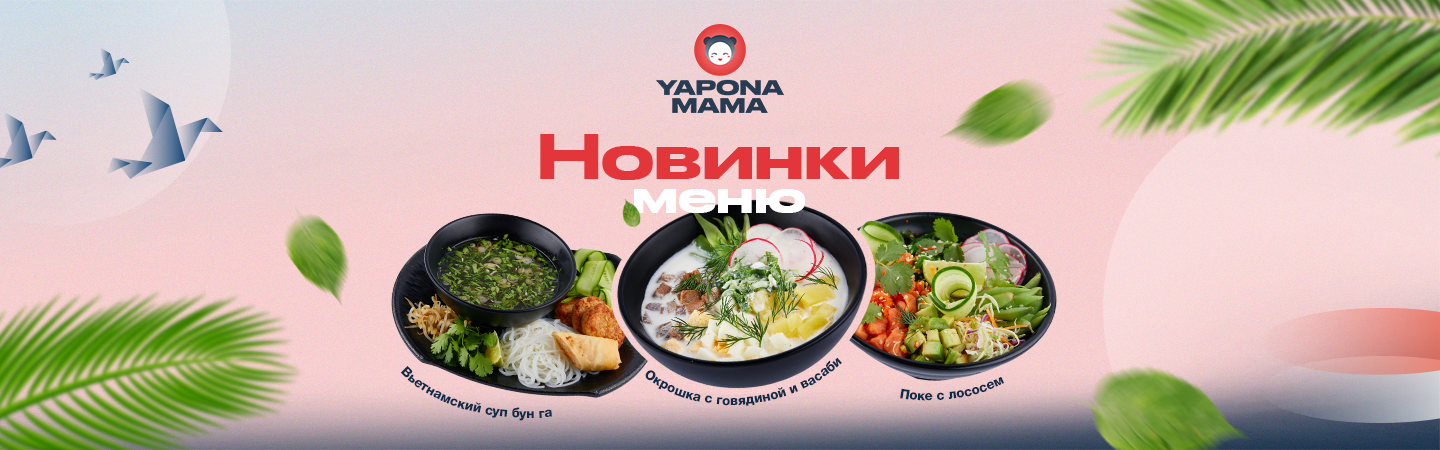 YAPONA
MAMA
Новинки
меню
Вьетнамский суп бун га
Окрошка с говядиной и васаби
Поке с лососем